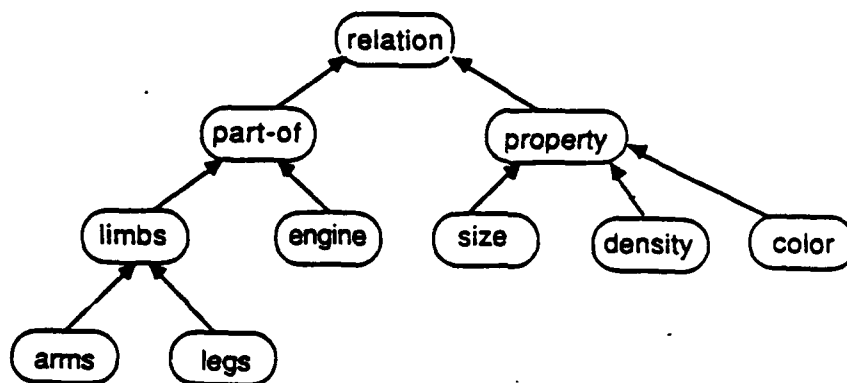 relation
part-of
property
limbs
engine
size
density
color
arms
legs